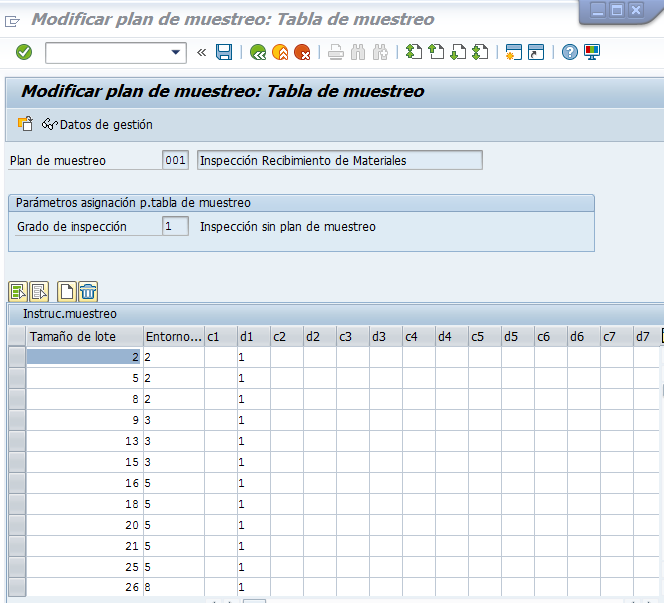 Modificar plan de muestreo: Tabla de muestreo
Modificar plan de muestreo: Tabla de muestreo
Datos de gestión
Plan de muestreo 001 Inspección Recibimiento de Materiales
Parámetros asignación p.tabla de muestreo
Grado de inspección 1 Inspección sin plan de muestreo
Instruc.muestreo
Tamaño de lote Entorno... c1 d1 c2 d2 c3 d3 c4 d4 c5 d5 c6 d6 c7 d7
2 2 1
5 2 1
8 2 1
9 3 1
13 3 1
15 3 1
16 5 1
18 5 1
20 5 1
21 5 1
25 5 1
26 8 1